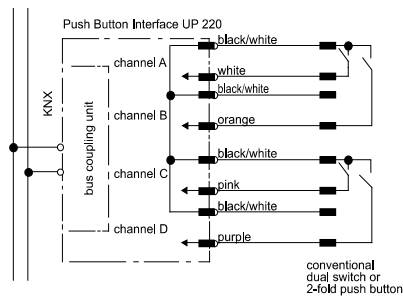 Push Button Interface UP 220
black/white
channel A
white
black/white
KNX
bus coupling unit
channel B
orange
black/white
channel C
pink
black/white
channel D
purple
conventional
dual switch or
2-fold push button